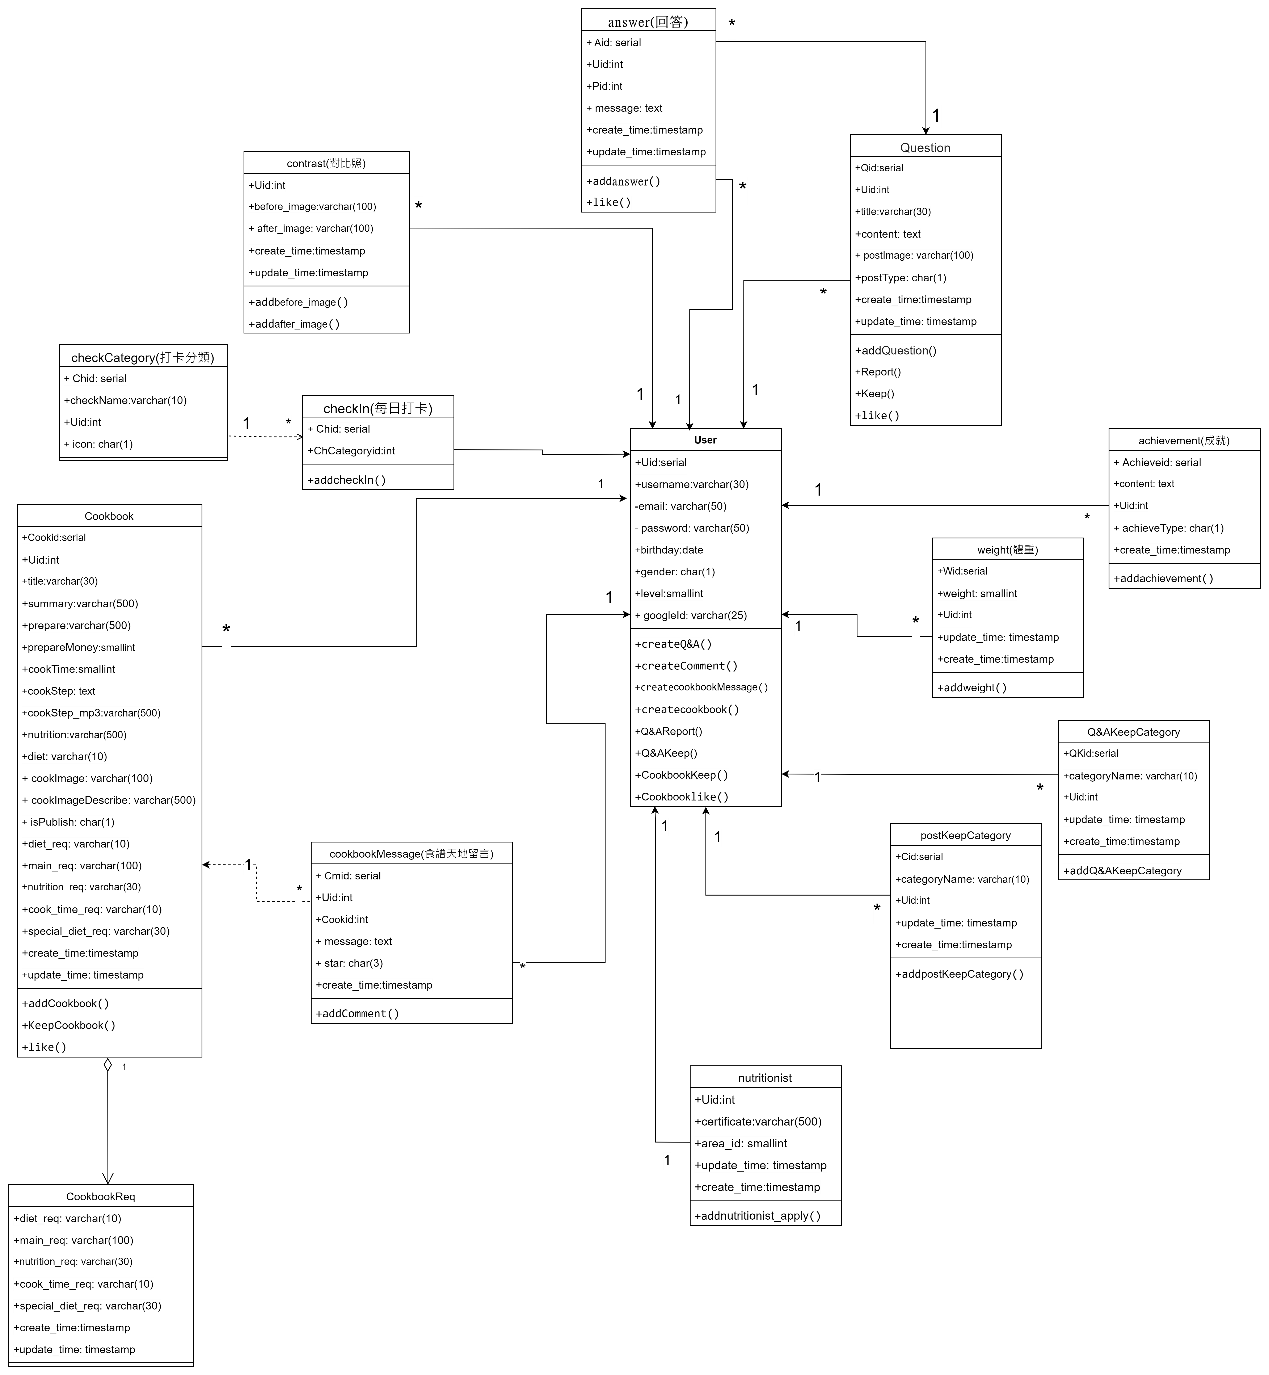 answer(回答)
+ Aid: serial
+Uid:int
+Pid:int
+ message: text
+create_time:timestamp
+update_time:timestamp
+addanswer()
+like()
*
1
*
Question
+Qid:serial
+Uid:int
+title:varchar(30)
+content: text
+ postImage: varchar(100)
+postType: char(1)
+create_time:timestamp
+update_time: timestamp
+addQuestion()
+Report()
+Keep()
+like()
*
1
1
1
contrast(對比照)
+Uid:int
+before_image:varchar(100)
+ after_image: varchar(100)
+create_time:timestamp
+update_time:timestamp
+addbefore_image()
+addafter_image()
*
checkCategory(打卡分類)
+ Chid: serial
+checkName:varchar(10)
+Uid:int
+ icon: char(1)
1
*
checkIn(每日打卡)
+ Chid: serial
+ChCategoryid:int
+addcheckIn()
1
User
+Uid:serial
+username:varchar(30)
-email: varchar(50)
- password: varchar(50)
+birthday:date
+gender: char(1)
+level:smallint
+ googleId: varchar(25)
+createQ&A()
+createComment()
+createcookbookMessage()
+createcookbook()
+Q&AReport()
+Q&AKeep()
+CookbookKeep()
+Cookbooklike()
1
*
achievement(成就)
+ Achieveid: serial
+content: text
+Uid:int
+ achieveType: char(1)
+create_time:timestamp
+addachievement()
1
*
weight(體重)
+Wid:serial
+weight: smallint
+Uid:int
+update_time: timestamp
+create_time:timestamp
+addweight()
Cookbook
+Cookid:serial
+Uid:int
+title:varchar(30)
+summary:varchar(500)
+prepare:varchar(500)
+prepareMoney:smallint
+cookTime:smallint
+cookStep: text
+cookStep_mp3:varchar(500)
+nutrition:varchar(500)
+diet: varchar(10)
+ cookImage: varchar(100)
+ cookImageDescribe: varchar(500)
+ isPublish: char(1)
+diet_req: varchar(10)
+main_req: varchar(100)
+nutrition_req: varchar(30)
+cook_time_req: varchar(10)
+special_diet_req: varchar(30)
+create_time:timestamp
+update_time: timestamp
+addCookbook()
+KeepCookbook()
+like()
*
1
1
*
1
cookbookMessage(食譜天地留言)
+ Cmid: serial
+Uid:int
+Cookid:int
+ message: text
+ star: char(3)
+create_time:timestamp
+addComment()
*
1
*
Q&AKeepCategory
+QKid:serial
+categoryName: varchar(10)
+Uid:int
+update_time: timestamp
+create_time:timestamp
+addQ&AKeepCategory
1
1
*
postKeepCategory
+Cid:serial
+categoryName: varchar(10)
+Uid:int
+update_time: timestamp
+create_time:timestamp
+addpostKeepCategory()
nutritionist
+Uid:int
+certificate:varchar(500)
+area_id: smallint
+update_time: timestamp
+create_time:timestamp
+addnutritionist_apply()
1
1
CookbookReq
+diet_req: varchar(10)
+main_req: varchar(100)
+nutrition_req: varchar(30)
+cook_time_req: varchar(10)
+special_diet_req: varchar(30)
+create_time:timestamp
+update_time: timestamp